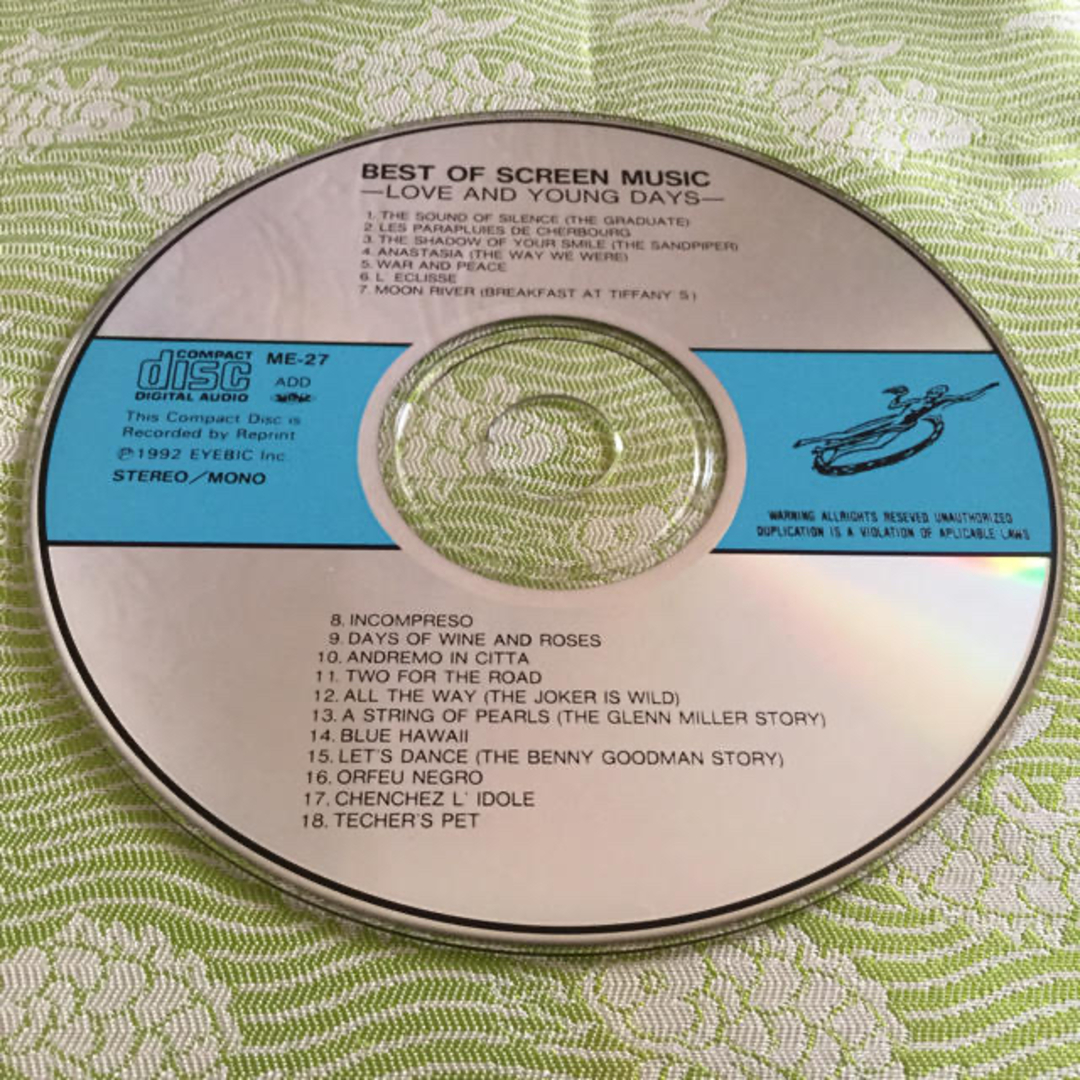 BEST OF SCREEN MUSIC
—LOVE AND YOUNG DAYS—
1. THE SOUND OF SILENCE (THE GRADUATE)
2. LES PARAPLUIES DE CHERBOURG
3. THE SHADOW OF YOUR SMILE (THE SANDPIPER)
4. ANASTASIA (THE WAY WE WERE)
5. WAR AND PEACE
6. L' ECLISSE
7. MOON RIVER (BREAKFAST AT TIFFANY'S)
COMPACT
disc
DIGITAL AUDIO
ME-27
ADD
This Compact Disc is
Recorded by Reprint
Ⓟ1992 EYEBIC Inc
STEREO/MONO
WARNING ALLRIGHTS RESEVED UNAUTHORIZED
DUPLICATION IS A VIOLATION OF APLICABLE LAWS
8. INCOMPRESO
9. DAYS OF WINE AND ROSES
10. ANDREMO IN CITTA
11. TWO FOR THE ROAD
12. ALL THE WAY (THE JOKER IS WILD)
13. A STRING OF PEARLS (THE GLENN MILLER STORY)
14. BLUE HAWAII
15. LET'S DANCE (THE BENNY GOODMAN STORY)
16. ORFEU NEGRO
17. CHENCHEZ L' IDOLE
18. TECHER'S PET